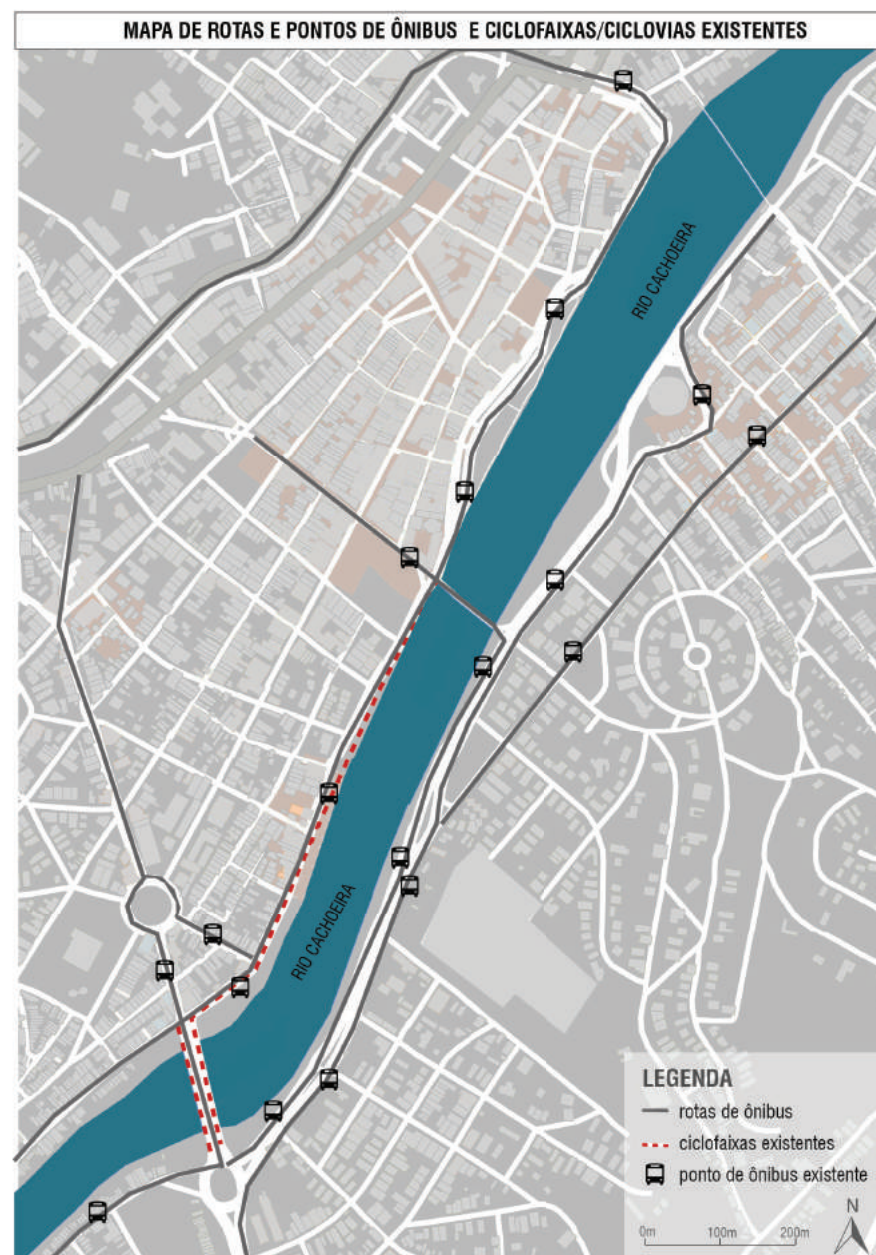 MAPA DE ROTAS E PONTOS DE ÔNIBUS E CICLOFAIXAS/CICLOVIAS EXISTENTES
RIO CACHOEIRA
RIO CACHOEIRA
LEGENDA
rotas de ônibus
ciclofaixas existentes
ponto de ônibus existente
N
0m 100m 200m